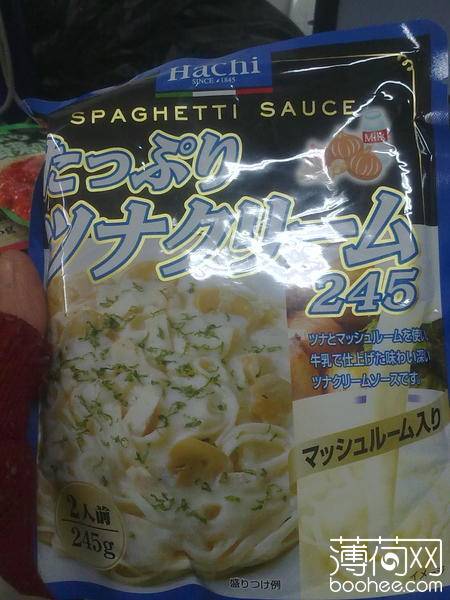 Hachi
SINCE 1845
SPAGHETTI SAUCE
Milk
たっぷり
ツナクリーム
245
ツナとマッシュルームを使い
牛乳で仕上げた味わい深い
ツナクリームソースです。
マッシュルーム入り
2人前
245g
盛りつけ例
薄荷网
boohee.com